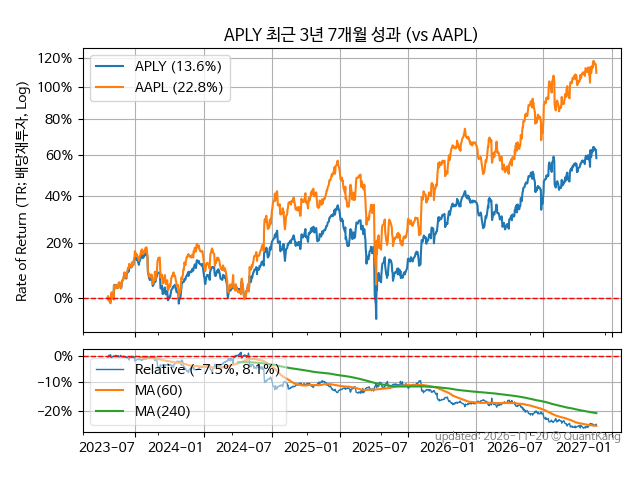 APLY 최근 3년 7개월 성과 (vs AAPL)
APLY (13.6%)
AAPL (22.8%)
120%
100%
80%
60%
40%
20%
0%
Rate of Return (TR: 배당재투자, Log)
Relative (−7.5%, 8.1%)
MA(60)
MA(240)
0%
−10%
−20%
updated: 2026-11-20 © QuantKang
2023-07 2024-01 2024-07 2025-01 2025-07 2026-01 2026-07 2027-01